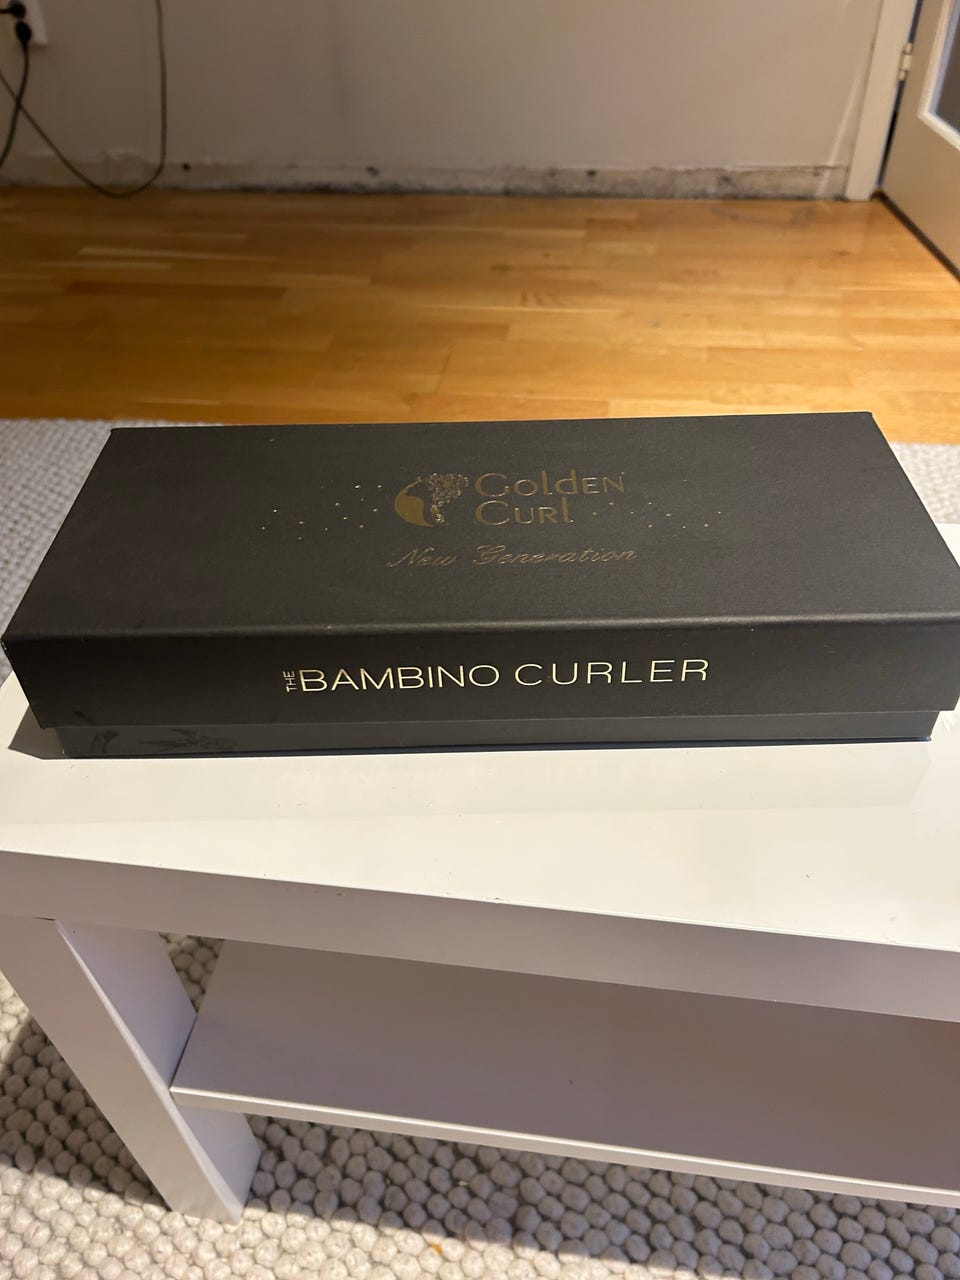 Golden
Curl
New Generation
THE BAMBINO CURLER